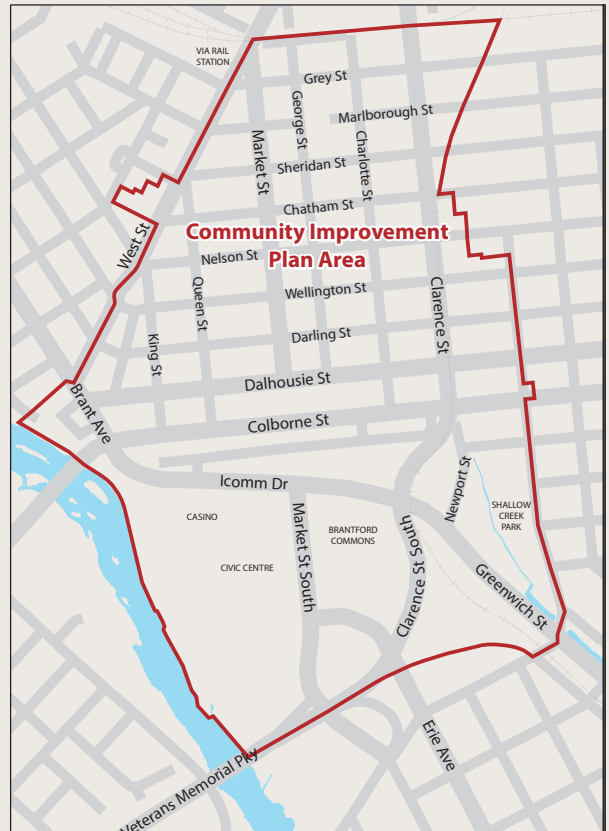 VIA RAIL
STATION
Grey St
George St
Marlborough St
Market St
Charlotte St
Sheridan St
Chatham St
Community Improvement
Plan Area
West St
Nelson St
Queen St
Wellington St
Clarence St
King St
Darling St
Dalhousie St
Brant Ave
Colborne St
Icomm Dr
Newport St
CASINO
Market St South
BRANTFORD
COMMONS
SHALLOW
CREEK
PARK
Clarence St South
CIVIC CENTRE
Greenwich St
Erie Ave
Veterans Memorial Pky